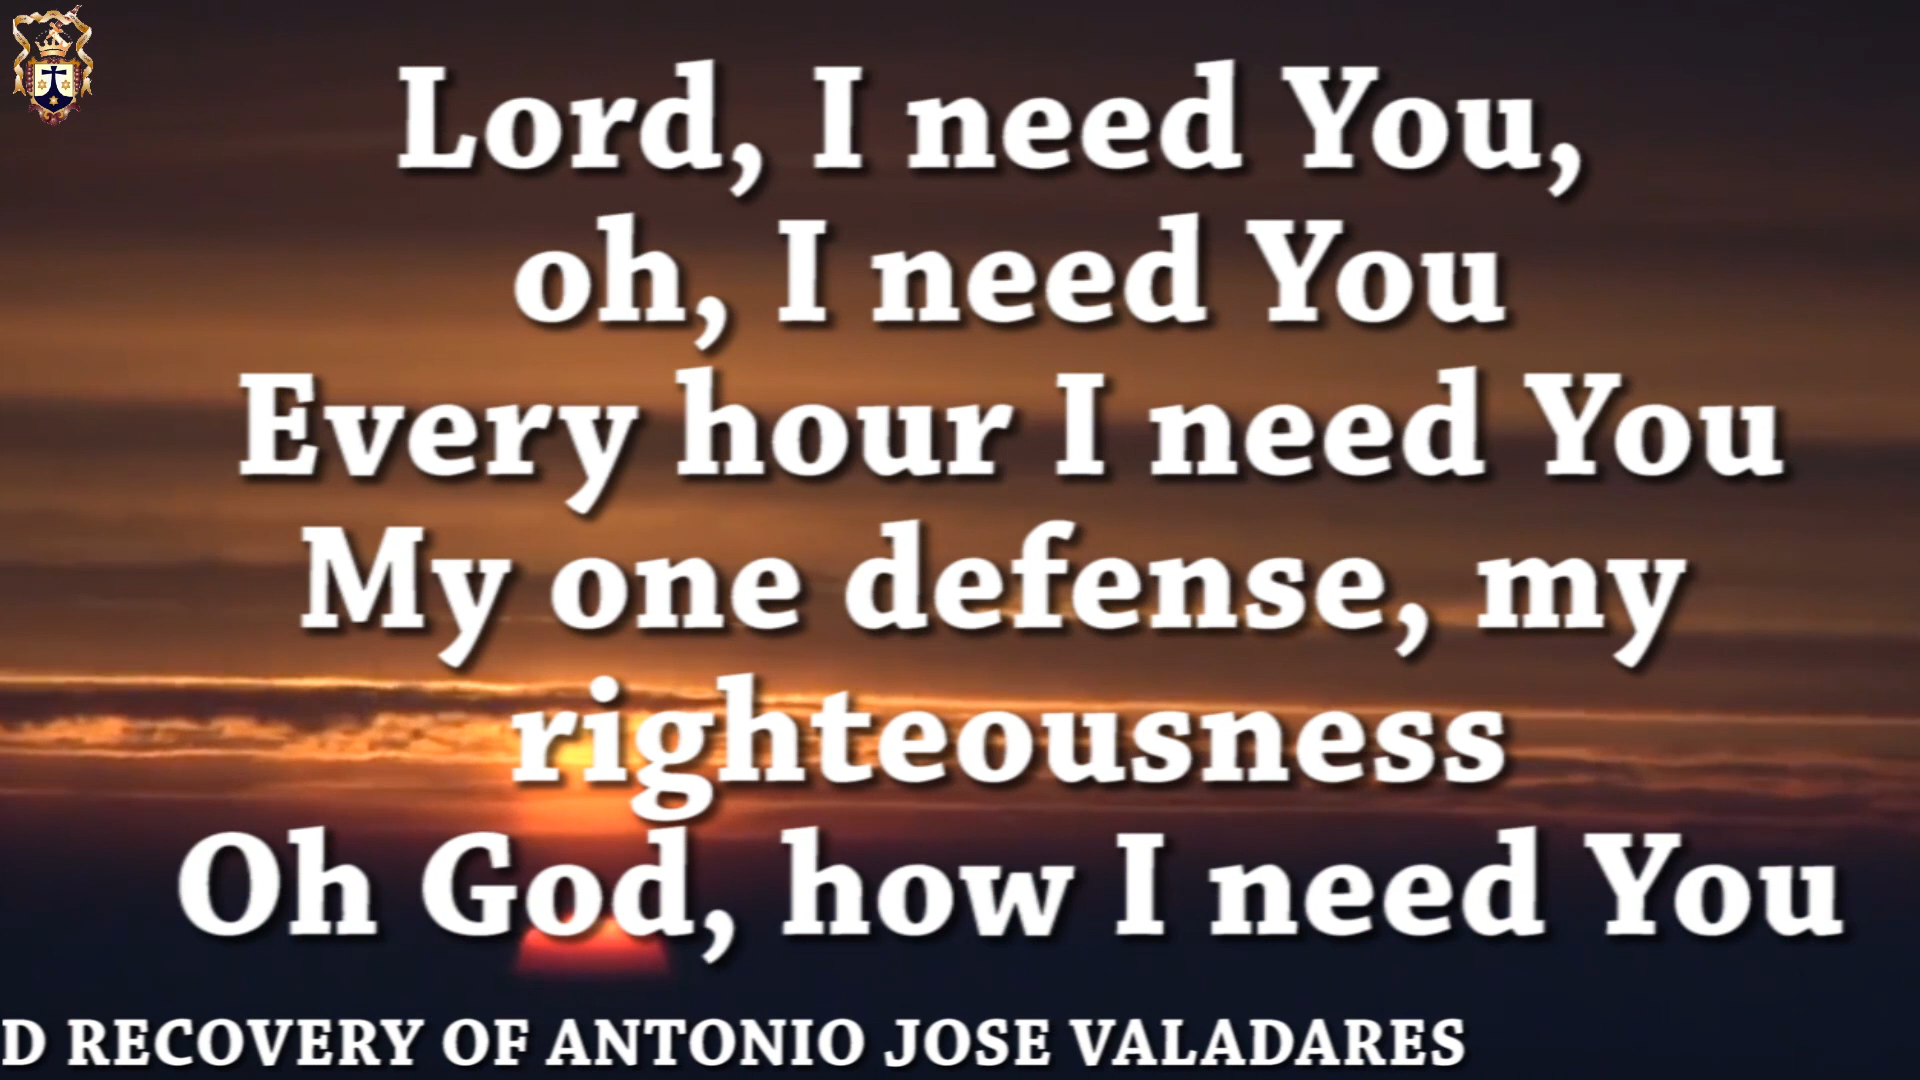 Lord, I need You,
oh, I need You
Every hour I need You
My one defense, my
righteousness
Oh God, how I need You
D RECOVERY OF ANTONIO JOSE VALADARES